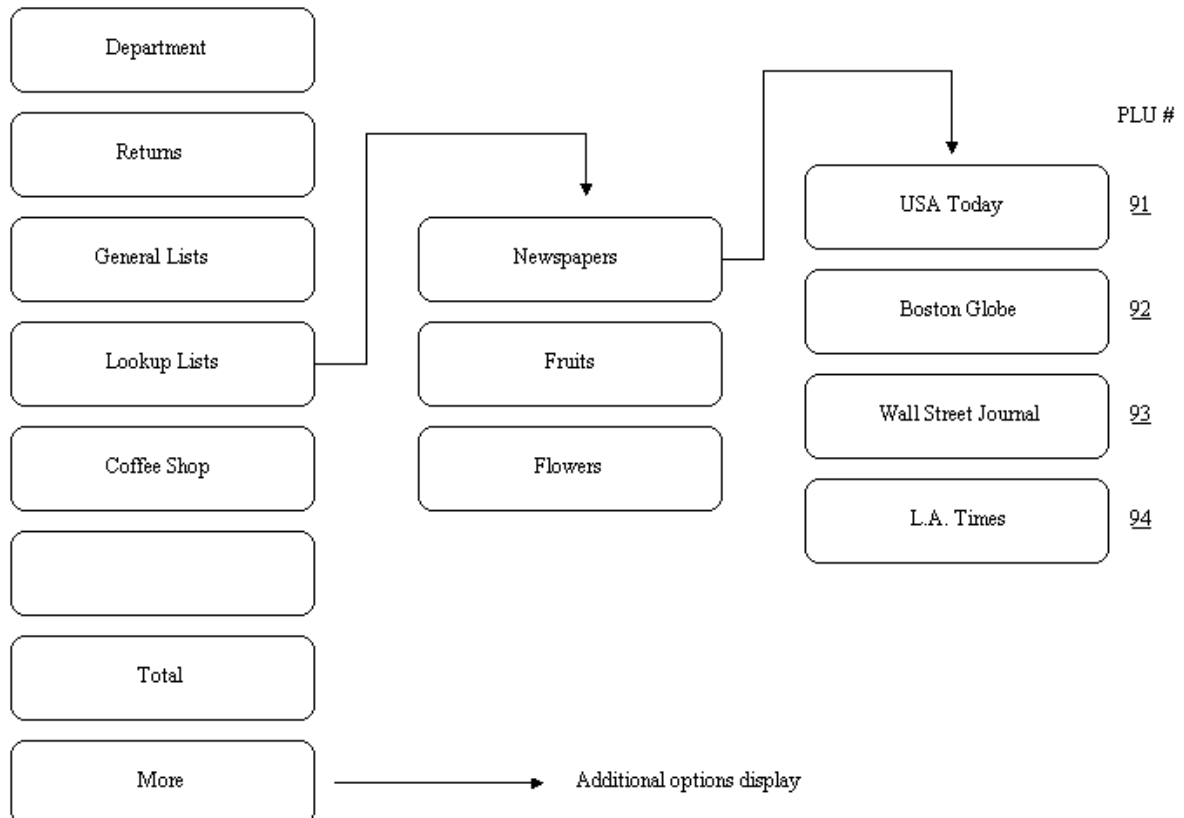 Department
Returns
General Lists
Lookup Lists
Coffee Shop
Total
More
Newspapers
Fruits
Flowers
PLU #
USA Today 91
Boston Globe 92
Wall Street Journal 93
L.A. Times 94
Additional options display